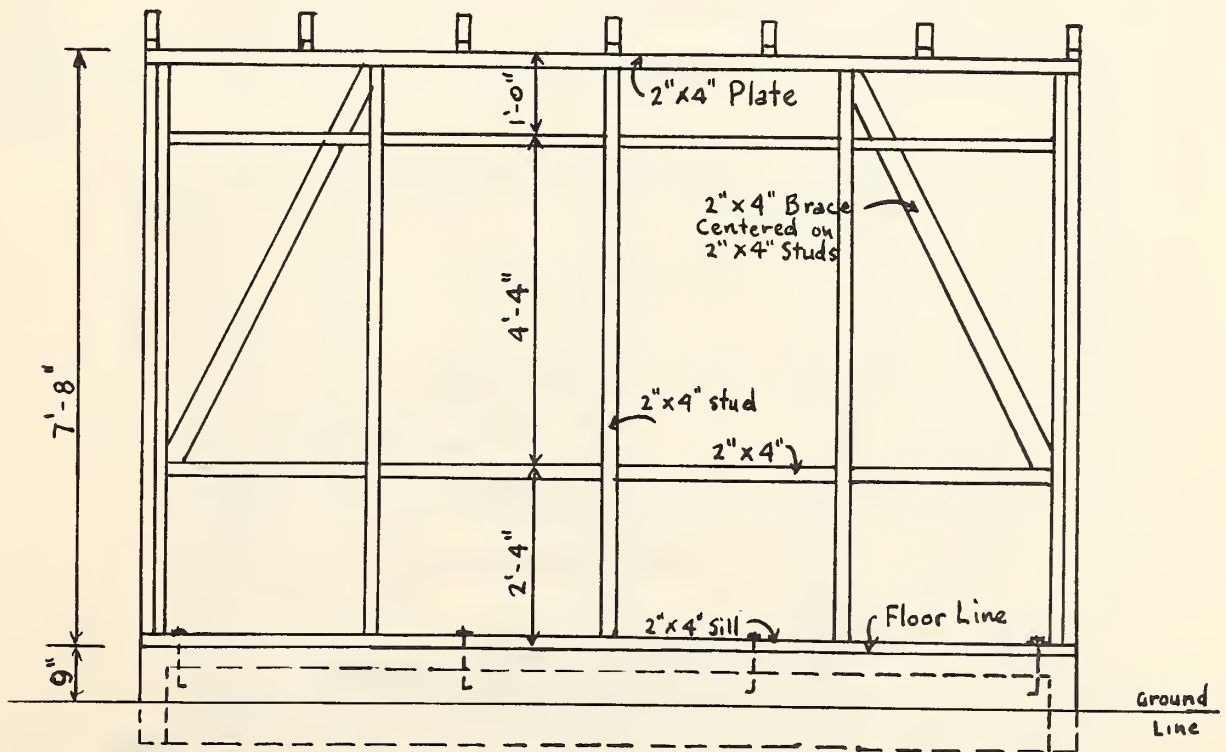 2"x4" Plate
1'-0"
2"x4" Brace
Centered on
2"x4" Studs
4'-4"
7'-8"
2"x4" stud
2"x4"
2'-4"
2"x4" Sill
Floor Line
9"
Ground
Line